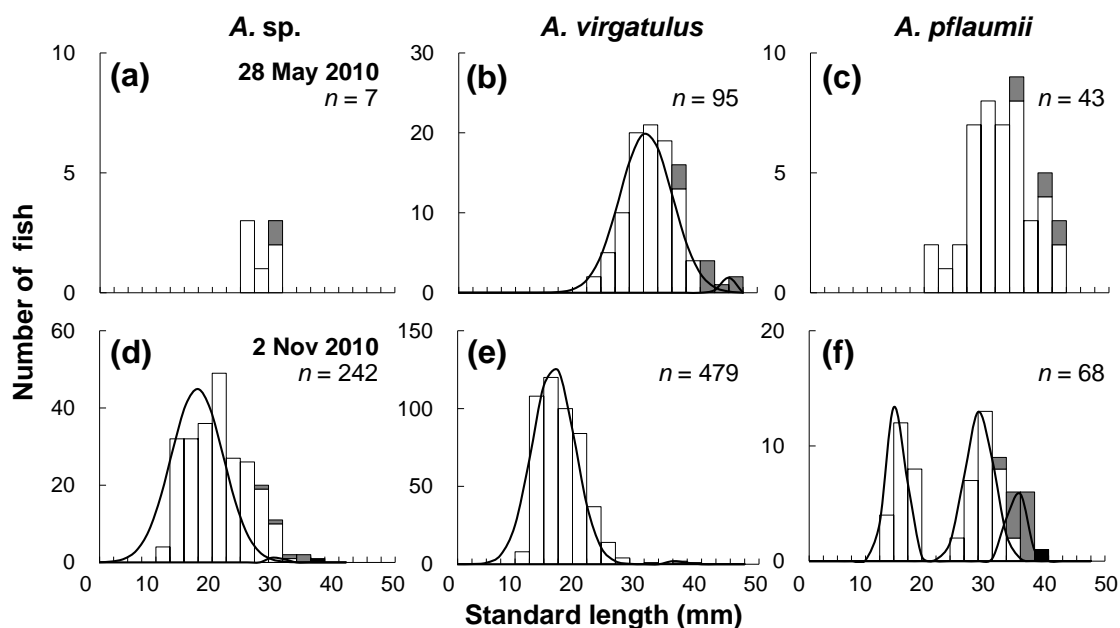 A. sp.
A. virgatulus
A. pflaumii
Number of fish
(a)
28 May 2010
n = 7
10
5
0
(b)
n = 95
30
20
10
0
(c)
n = 43
10
5
0
(d)
2 Nov 2010
n = 242
60
40
20
0
0 10 20 30 40 50
(e)
n = 479
150
100
50
0
0 10 20 30 40 50
(f)
n = 68
20
10
0
0 10 20 30 40 50
Standard length (mm)